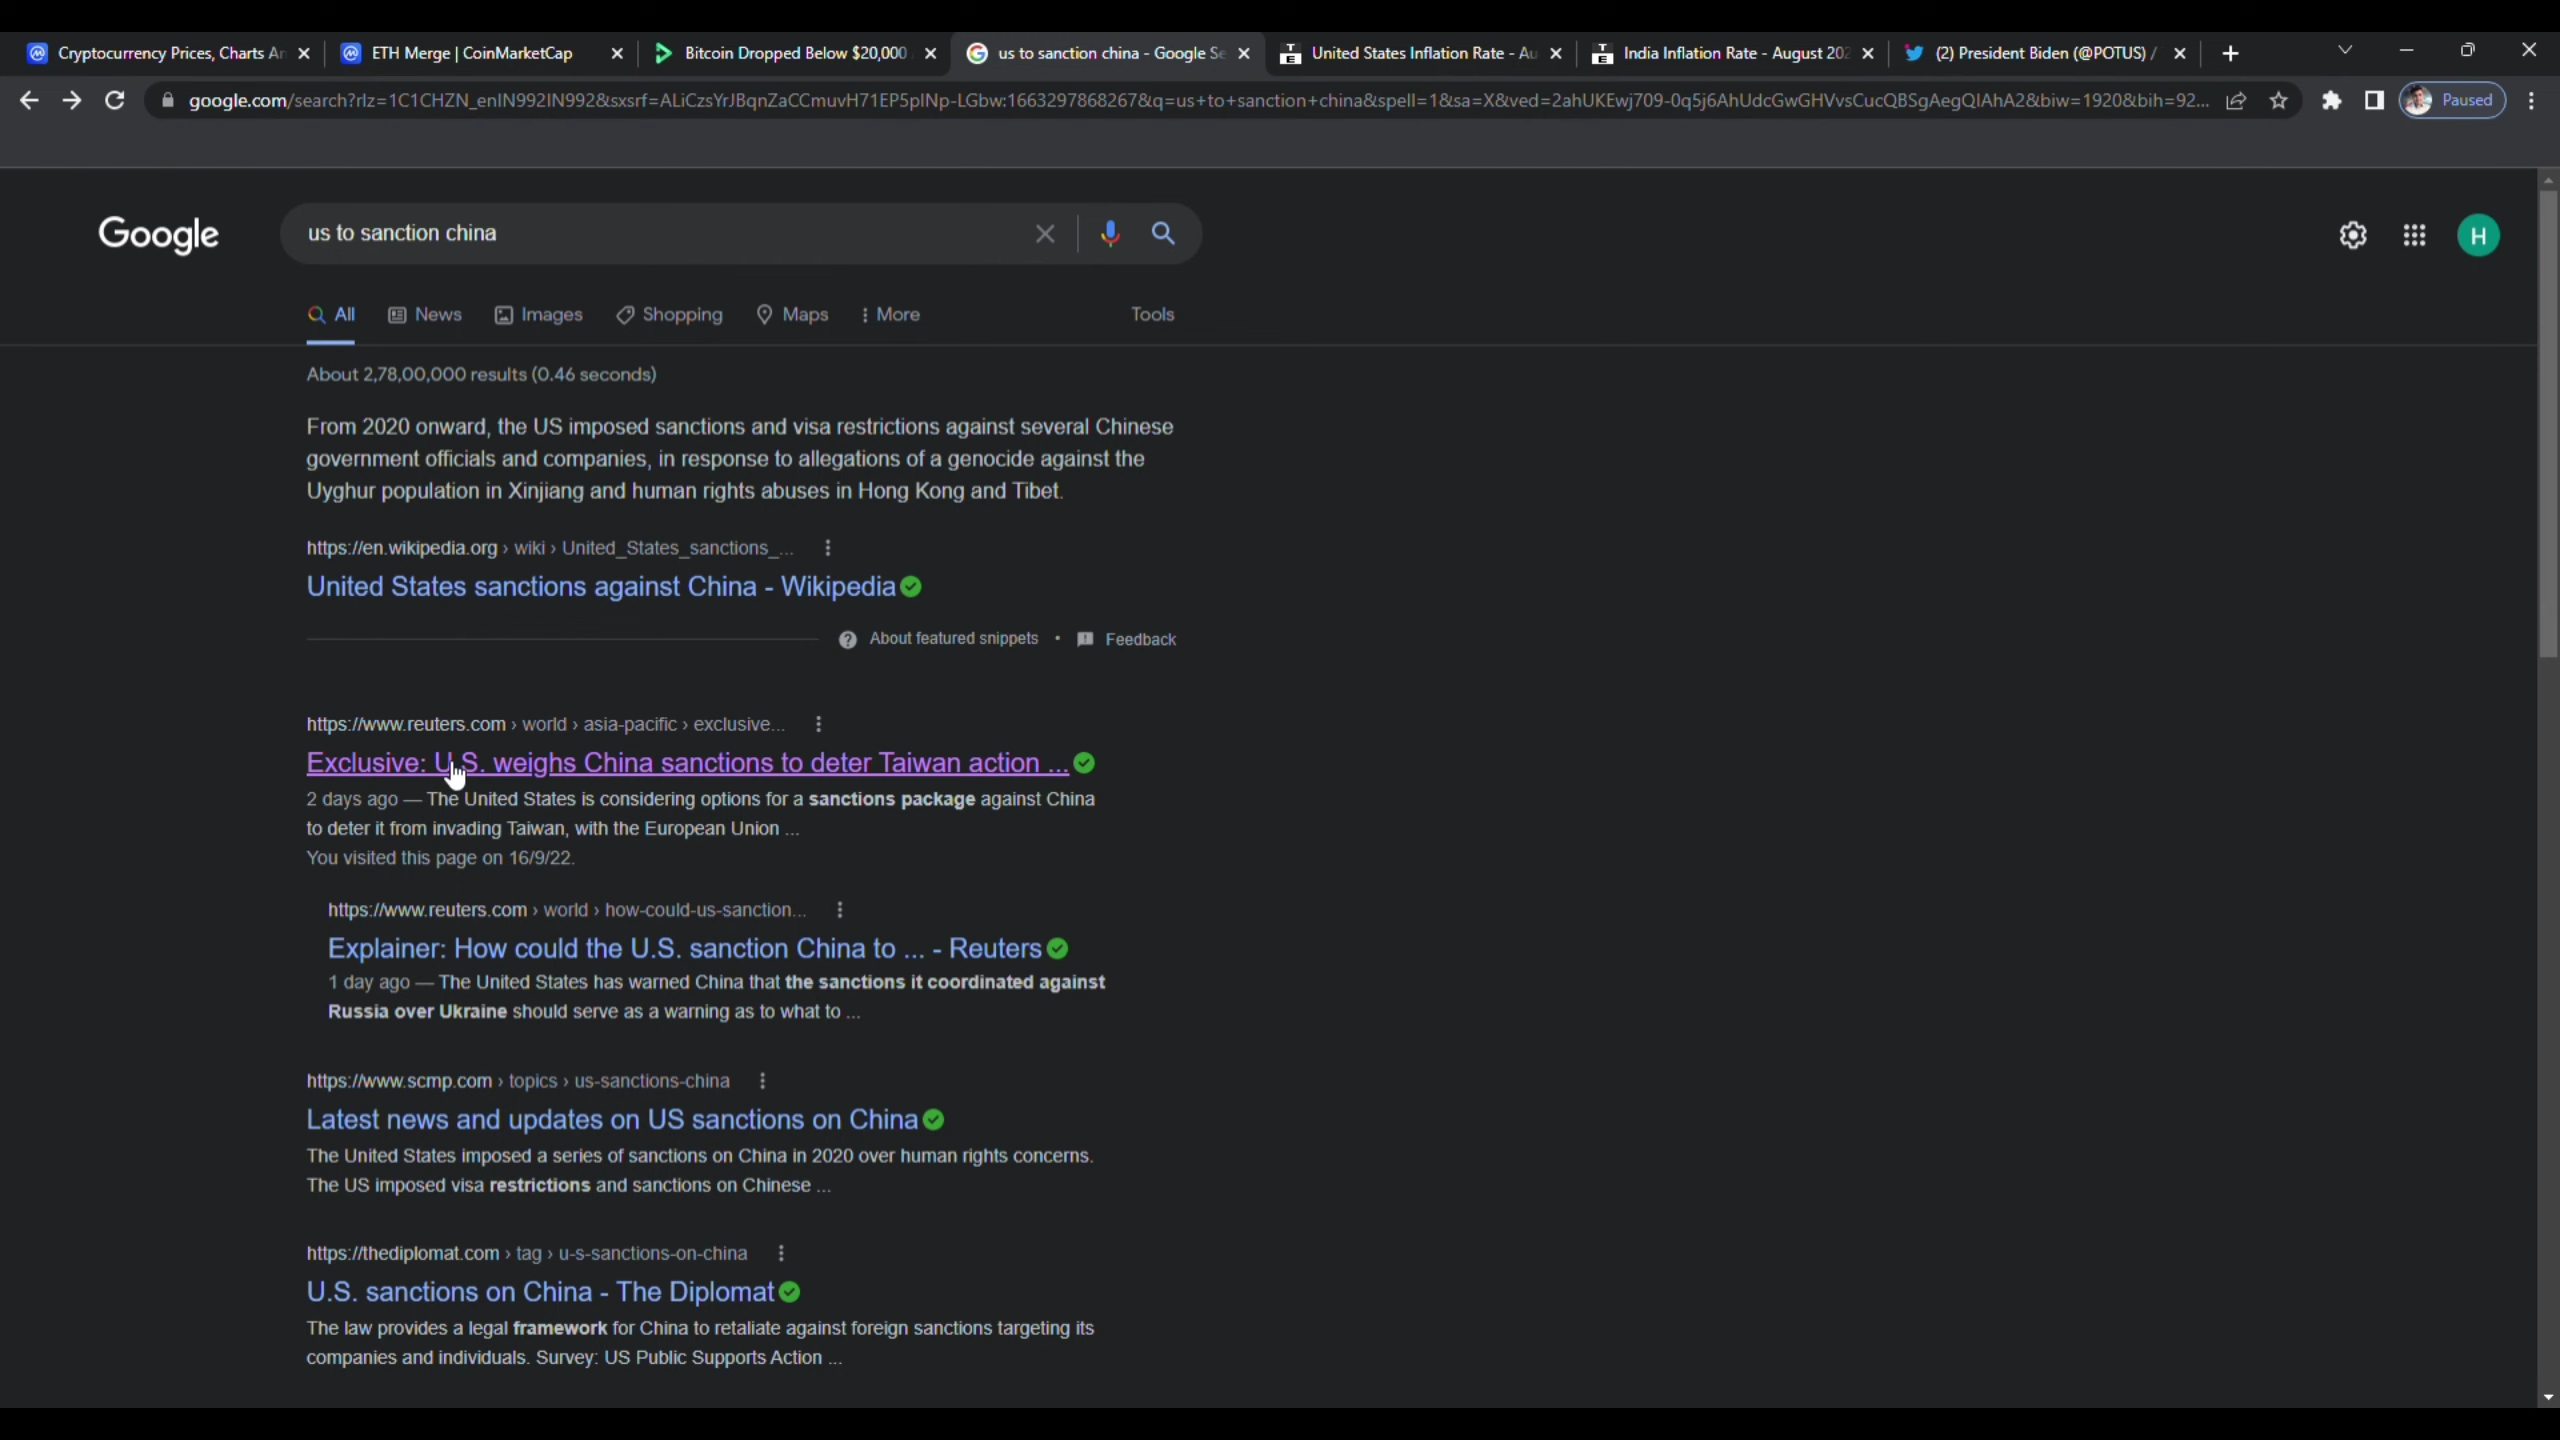 Cryptocurrency Prices, Charts An
ETH Merge | CoinMarketCap
Bitcoin Dropped Below $20,000
us to sanction china - Google Se
United States Inflation Rate - Au
India Inflation Rate - August 202
(2) President Biden (@POTUS) /
google.com/search?rlz=1C1CHZN_enIN992IN992&sxsrf=ALiCzsYrJBqnZaCCmuvH71EP5pINp-LGbw:1663297868267&q=us+to+sanction+china&spell=1&sa=X&ved=2ahUKEwj709-0q5j6AhUdcGwGHVvsCucQBSgAegQIAhA2&biw=1920&bih=92...
Paused
Google
us to sanction china
H
All
News
Images
Shopping
Maps
More
Tools
About 2,78,00,000 results (0.46 seconds)
From 2020 onward, the US imposed sanctions and visa restrictions against several Chinese
government officials and companies, in response to allegations of a genocide against the
Uyghur population in Xinjiang and human rights abuses in Hong Kong and Tibet.
https://en.wikipedia.org › wiki › United_States_sanctions_...
United States sanctions against China - Wikipedia
About featured snippets • Feedback
https://www.reuters.com › world › asia-pacific › exclusive...
Exclusive: U.S. weighs China sanctions to deter Taiwan action ...
2 days ago — The United States is considering options for a sanctions package against China
to deter it from invading Taiwan, with the European Union ...
You visited this page on 16/9/22.
https://www.reuters.com › world › how-could-us-sanction...
Explainer: How could the U.S. sanction China to ... - Reuters
1 day ago — The United States has warned China that the sanctions it coordinated against
Russia over Ukraine should serve as a warning as to what to ...
https://www.scmp.com › topics › us-sanctions-china
Latest news and updates on US sanctions on China
The United States imposed a series of sanctions on China in 2020 over human rights concerns.
The US imposed visa restrictions and sanctions on Chinese ...
https://thediplomat.com › tag › u-s-sanctions-on-china
U.S. sanctions on China - The Diplomat
The law provides a legal framework for China to retaliate against foreign sanctions targeting its
companies and individuals. Survey: US Public Supports Action ...